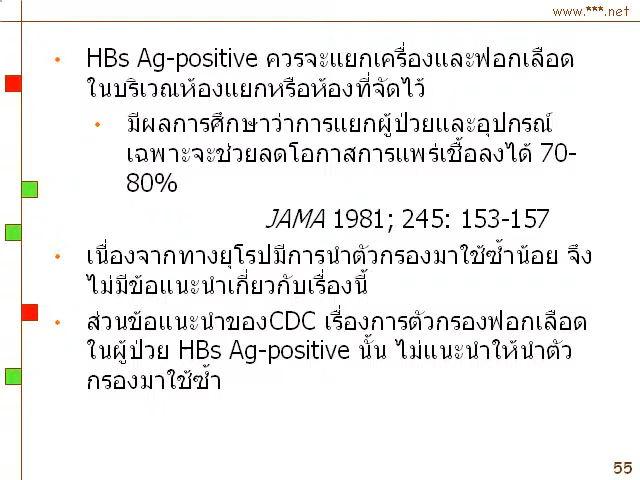 www.***.net
• HBs Ag-positive ควรจะแยกเครื่องและฟอกเลือด
ในบริเวณห้องแยกหรือห้องที่จัดไว้
• มีผลการศึกษาว่าการแยกผู้ป่วยและอุปกรณ์
เฉพาะจะช่วยลดโอกาสการแพร่เชื้อลงได้ 70-
80%
JAMA 1981; 245: 153-157
• เนื่องจากทางยุโรปมีการนำตัวกรองมาใช้ซ้ำน้อย จึง
ไม่มีข้อแนะนำเกี่ยวกับเรื่องนี้
• ส่วนข้อแนะนำของCDC เรื่องการตัวกรองฟอกเลือด
ในผู้ป่วย HBs Ag-positive นั้น ไม่แนะนำให้นำตัว
กรองมาใช้ซ้ำ
55